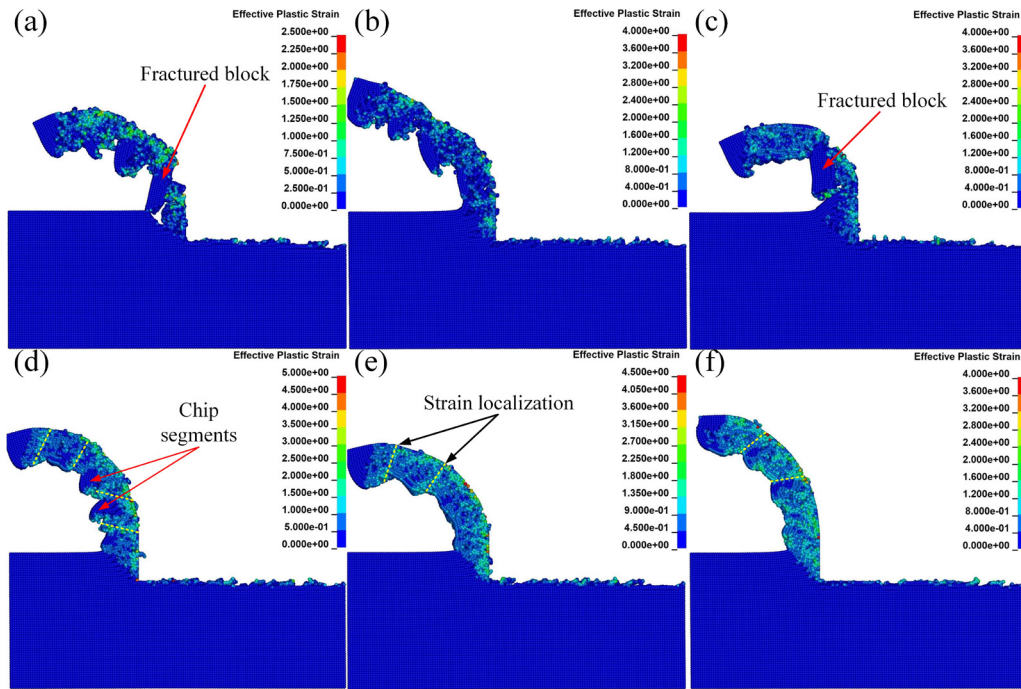 (a)
Effective Plastic Strain
2.500e+00
2.250e+00
2.000e+00
1.750e+00
1.500e+00
1.250e+00
1.000e+00
7.500e-01
5.000e-01
2.500e-01
0.000e+00
Fractured block
(b)
Effective Plastic Strain
4.000e+00
3.600e+00
3.200e+00
2.800e+00
2.400e+00
2.000e+00
1.600e+00
1.200e+00
8.000e-01
4.000e-01
0.000e+00
(c)
Effective Plastic Strain
4.000e+00
3.600e+00
3.200e+00
2.800e+00
2.400e+00
2.000e+00
1.600e+00
1.200e+00
8.000e-01
4.000e-01
0.000e+00
Fractured block
(d)
Effective Plastic Strain
5.000e+00
4.500e+00
4.000e+00
3.500e+00
3.000e+00
2.500e+00
2.000e+00
1.500e+00
1.000e+00
5.000e-01
0.000e+00
Chip
segments
(e)
Effective Plastic Strain
4.500e+00
4.050e+00
3.600e+00
3.150e+00
2.700e+00
2.250e+00
1.800e+00
1.350e+00
9.000e-01
4.500e-01
0.000e+00
Strain localization
(f)
Effective Plastic Strain
4.000e+00
3.600e+00
3.200e+00
2.800e+00
2.400e+00
2.000e+00
1.600e+00
1.200e+00
8.000e-01
4.000e-01
0.000e+00